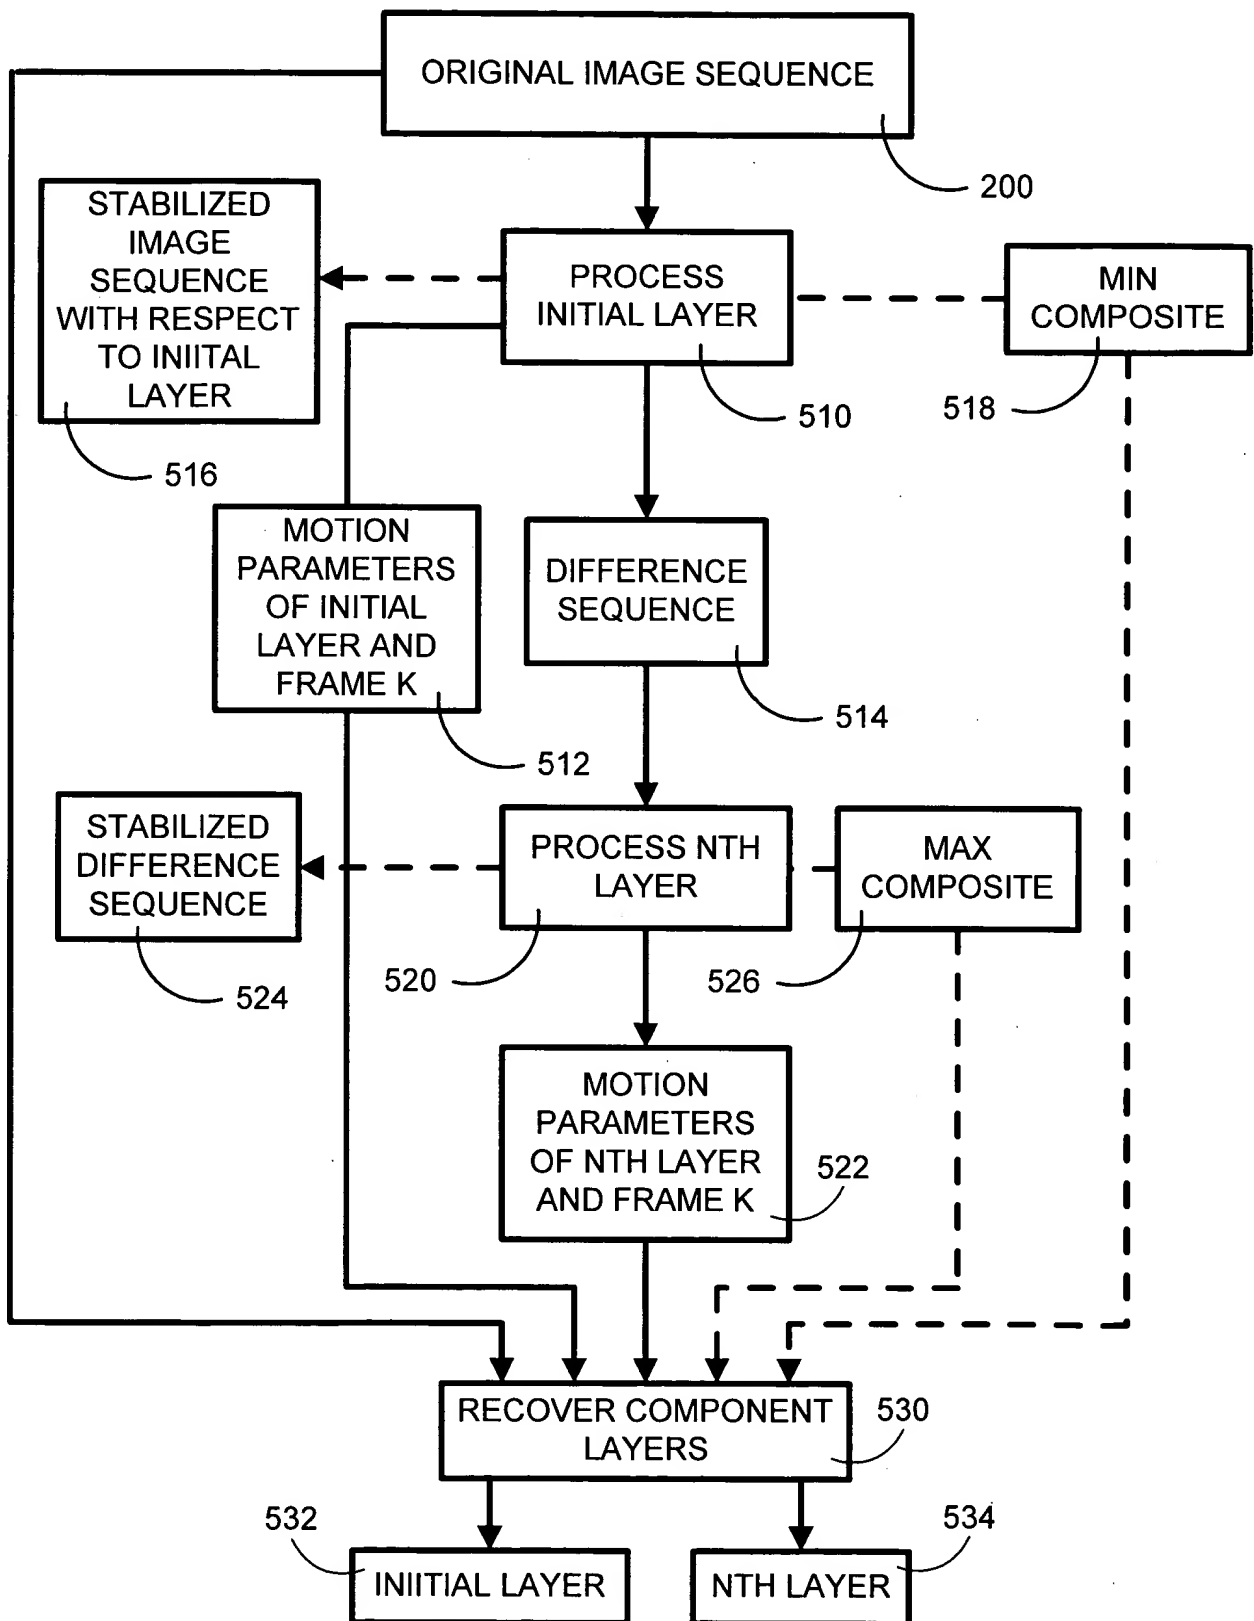 ORIGINAL IMAGE SEQUENCE
200
STABILIZED
IMAGE
SEQUENCE
WITH RESPECT
TO INIITAL
LAYER
516
PROCESS
INITIAL LAYER
510
MIN
COMPOSITE
518
MOTION
PARAMETERS
OF INITIAL
LAYER AND
FRAME K
512
DIFFERENCE
SEQUENCE
514
STABILIZED
DIFFERENCE
SEQUENCE
524
PROCESS NTH
LAYER
520
MAX
COMPOSITE
526
MOTION
PARAMETERS
OF NTH LAYER
AND FRAME K
522
RECOVER COMPONENT
LAYERS
530
532
INIITIAL LAYER
534
NTH LAYER